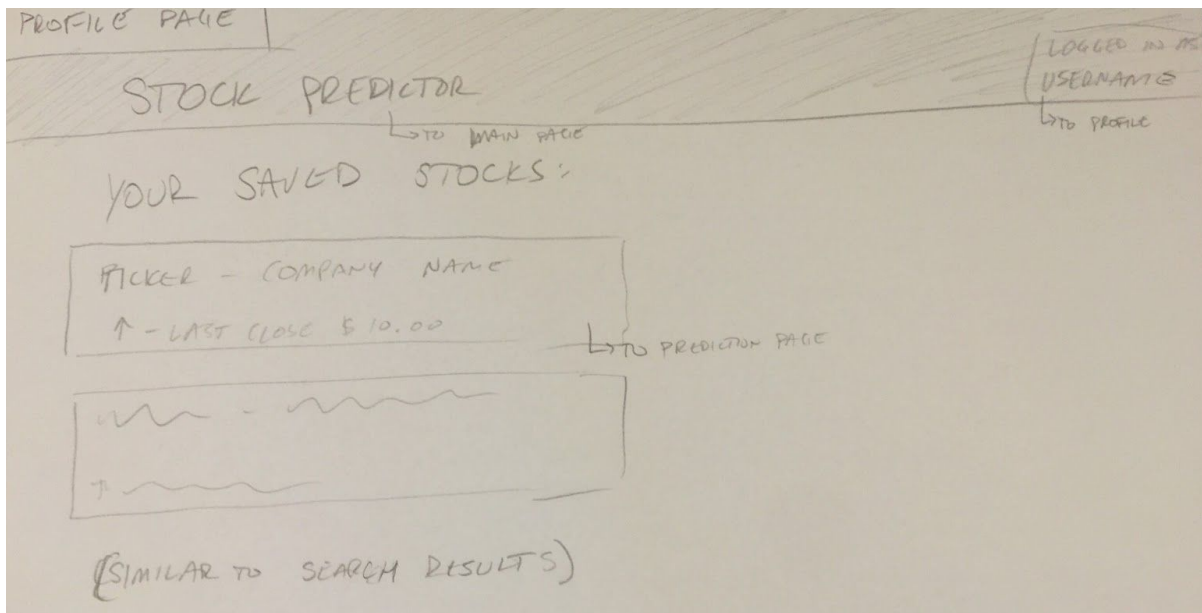 PROFILE PAGE
LOGGED IN AS
USERNAME
STOCK PREDICTOR
TO MAIN PAGE
TO PROFILE
YOUR SAVED STOCKS:
TICKER - COMPANY NAME
↑ - LAST CLOSE $10.00
TO PREDICTION PAGE
(SIMILAR TO SEARCH RESULTS)